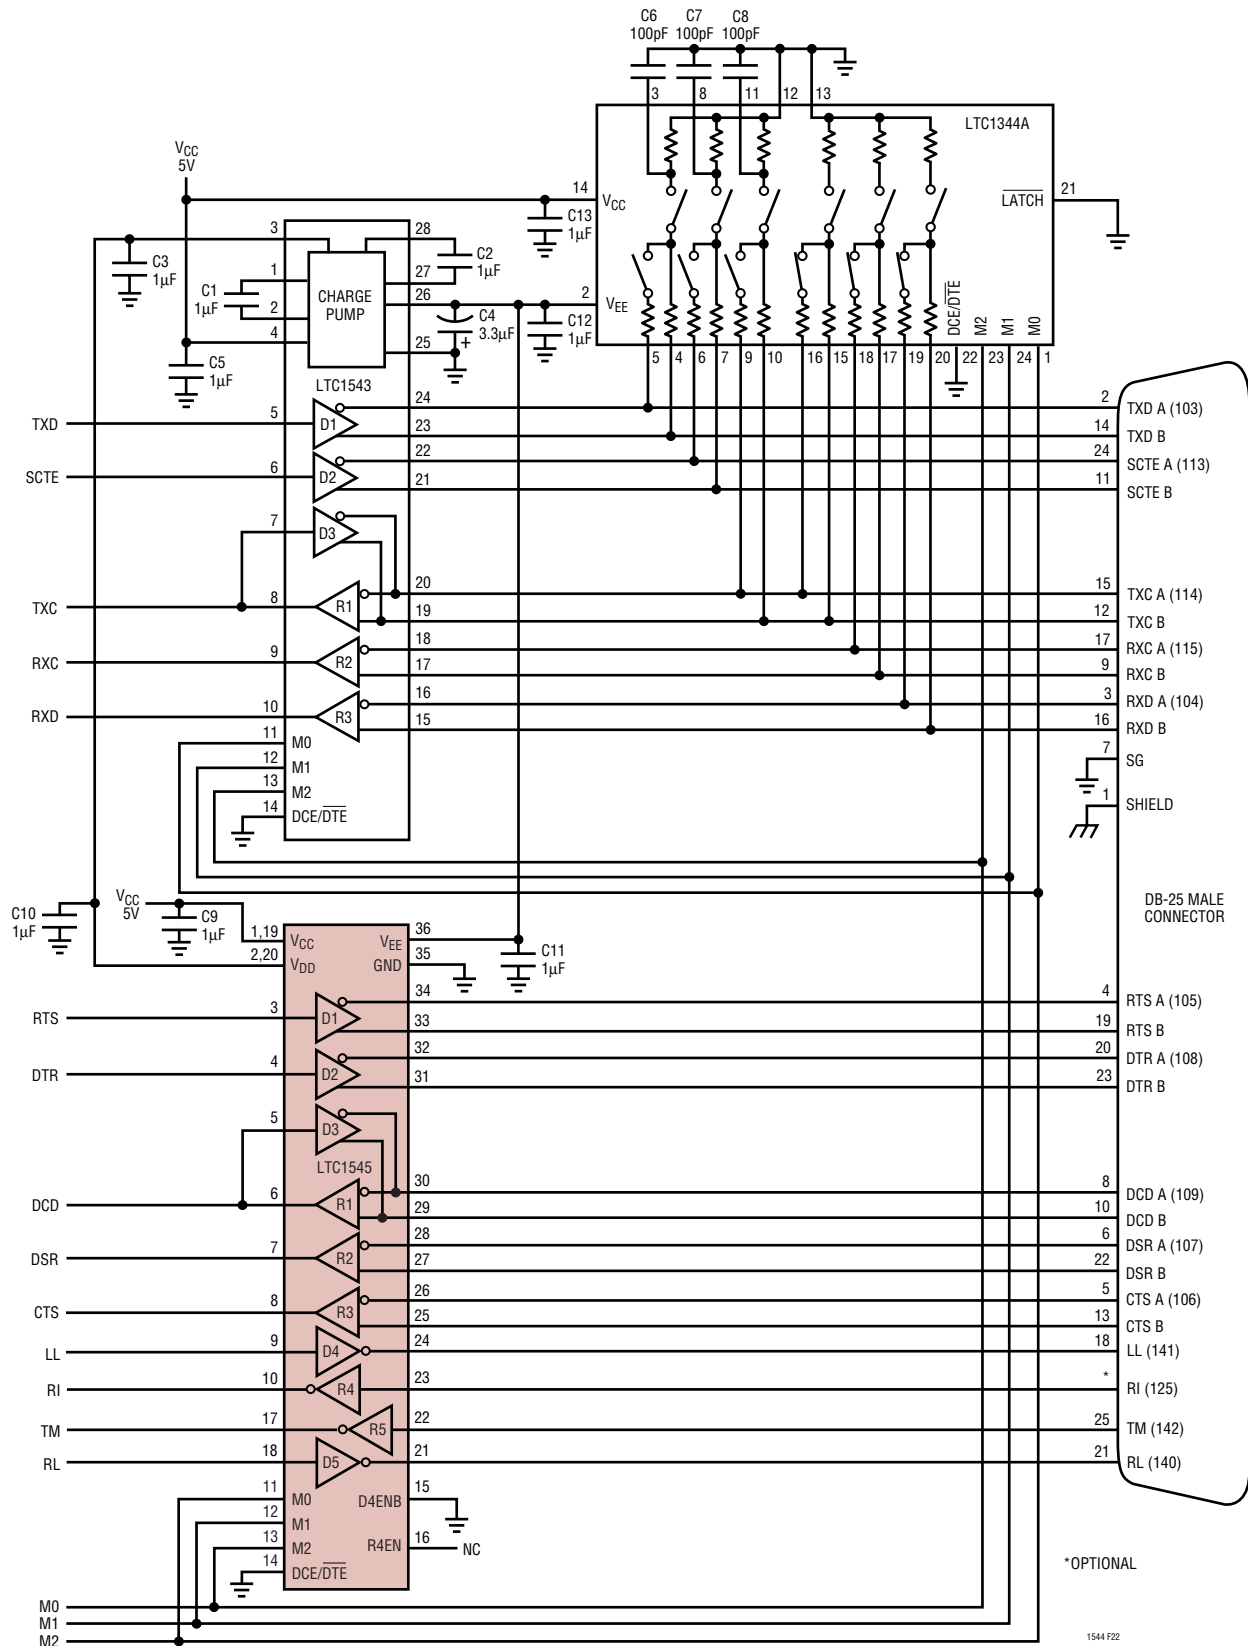 C6 C7 C8
100pF 100pF 100pF
3 8 11 12 13
LTC1344A
VCC
5V
14 VCC
LATCH 21
C13
1µF
3 28
C3
1µF
C2
1µF
1 27
C1
1µF
CHARGE
PUMP
26
2 VEE
2
C4
3.3µF
+
C12
1µF
4 25
C5
1µF
DCE/DTE M2 M1 M0
5 4 6 7 9 10 16 15 18 17 19 20 22 23 24 1
LTC1543
TXD 5 D1 24 2 TXD A (103)
23 14 TXD B
SCTE 6 D2 22 24 SCTE A (113)
21 11 SCTE B
7 D3
TXC 8 R1 20 15 TXC A (114)
19 12 TXC B
RXC 9 R2 18 17 RXC A (115)
17 9 RXC B
RXD 10 R3 16 3 RXD A (104)
15 16 RXD B
11 M0
7 SG
12 M1
13 M2
1 SHIELD
14 DCE/DTE
DB-25 MALE
CONNECTOR
C10
1µF
VCC
5V
C9
1µF
1,19 VCC VEE 36
2,20 VDD GND 35
C11
1µF
RTS 3 D1 34 4 RTS A (105)
33 19 RTS B
DTR 4 D2 32 20 DTR A (108)
31 23 DTR B
5 D3
LTC1545
DCD 6 R1 30 8 DCD A (109)
29 10 DCD B
DSR 7 R2 28 6 DSR A (107)
27 22 DSR B
CTS 8 R3 26 5 CTS A (106)
25 13 CTS B
LL 9 D4 24 18 LL (141)
RI 10 R4 23 * RI (125)
TM 17 R5 22 25 TM (142)
RL 18 D5 21 21 RL (140)
11 M0 D4ENB 15
12 M1
13 M2 R4EN 16 NC
14 DCE/DTE
*OPTIONAL
M0
M1
M2
1544 F22